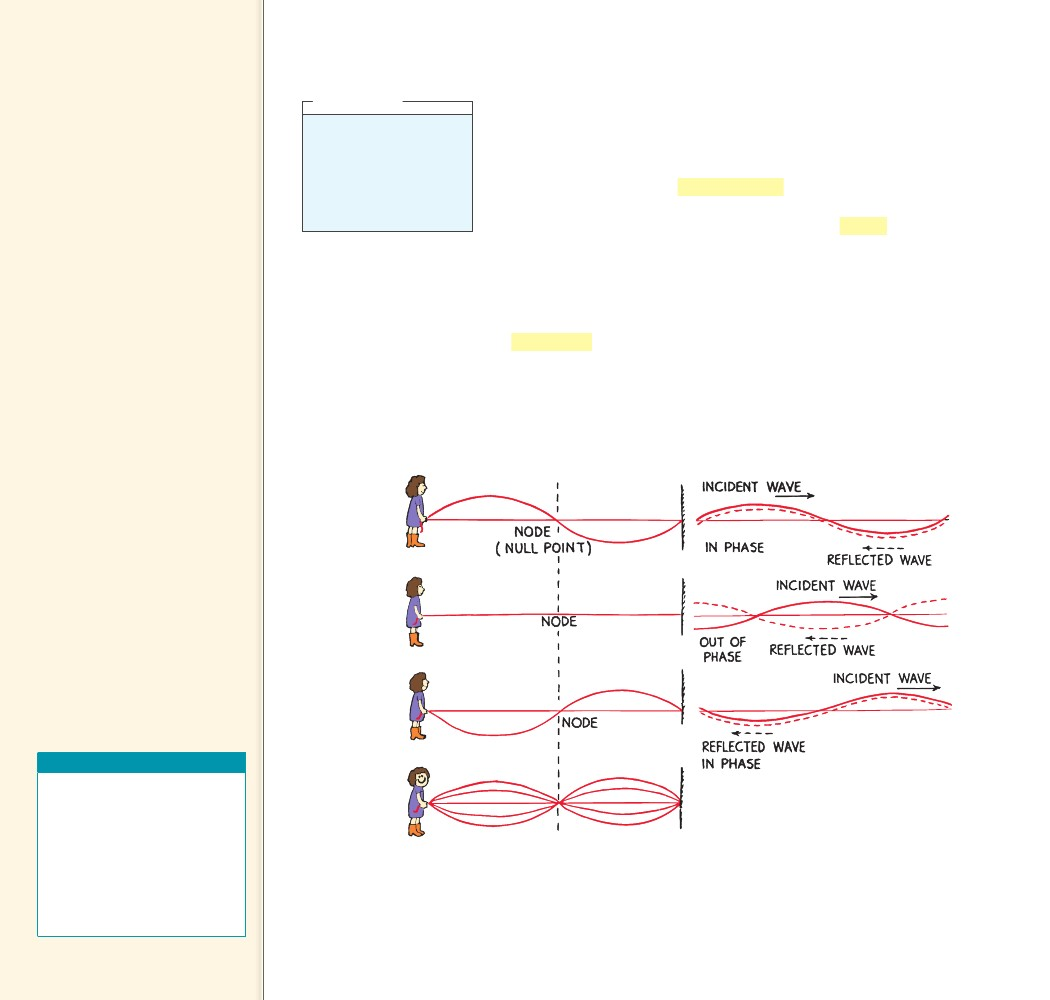 INCIDENT WAVE
NODE
( NULL POINT)
IN PHASE
REFLECTED WAVE
INCIDENT WAVE
NODE
OUT OF
PHASE
REFLECTED WAVE
INCIDENT WAVE
NODE
REFLECTED WAVE
IN PHASE